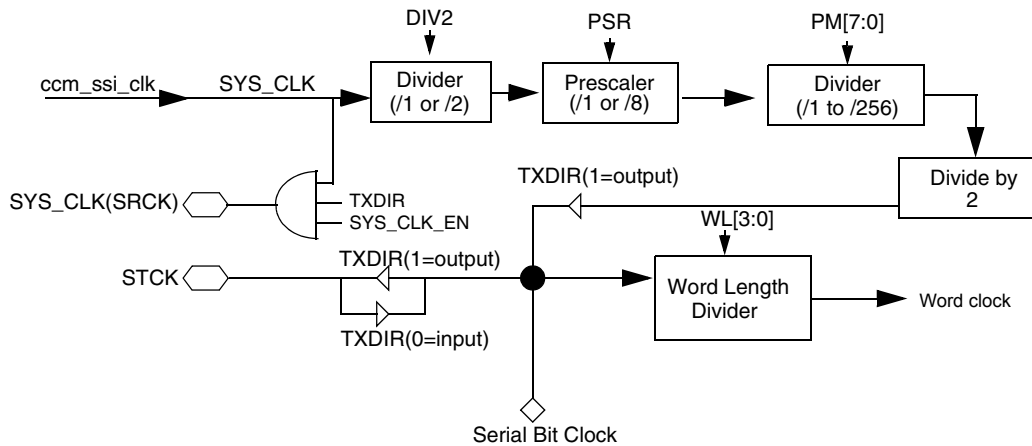 DIV2
PSR
PM[7:0]
ccm_ssi_clk
SYS_CLK
Divider
(/1 or /2)
Prescaler
(/1 or /8)
Divider
(/1 to /256)
Divide by
2
TXDIR(1=output)
SYS_CLK(SRCK)
TXDIR
SYS_CLK_EN
WL[3:0]
TXDIR(1=output)
STCK
Word Length
Divider
Word clock
TXDIR(0=input)
Serial Bit Clock